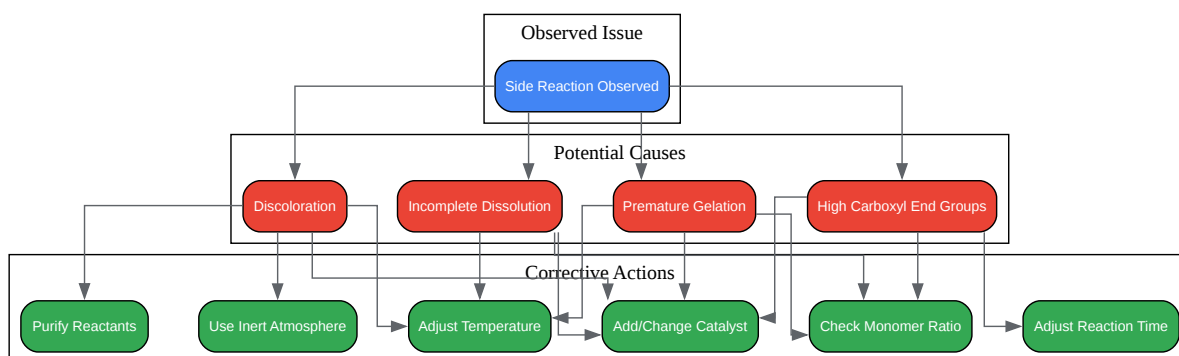 Observed Issue
Side Reaction Observed
Potential Causes
Discoloration
Incomplete Dissolution
Premature Gelation
High Carboxyl End Groups
Corrective Actions
Purify Reactants
Use Inert Atmosphere
Adjust Temperature
Add/Change Catalyst
Check Monomer Ratio
Adjust Reaction Time